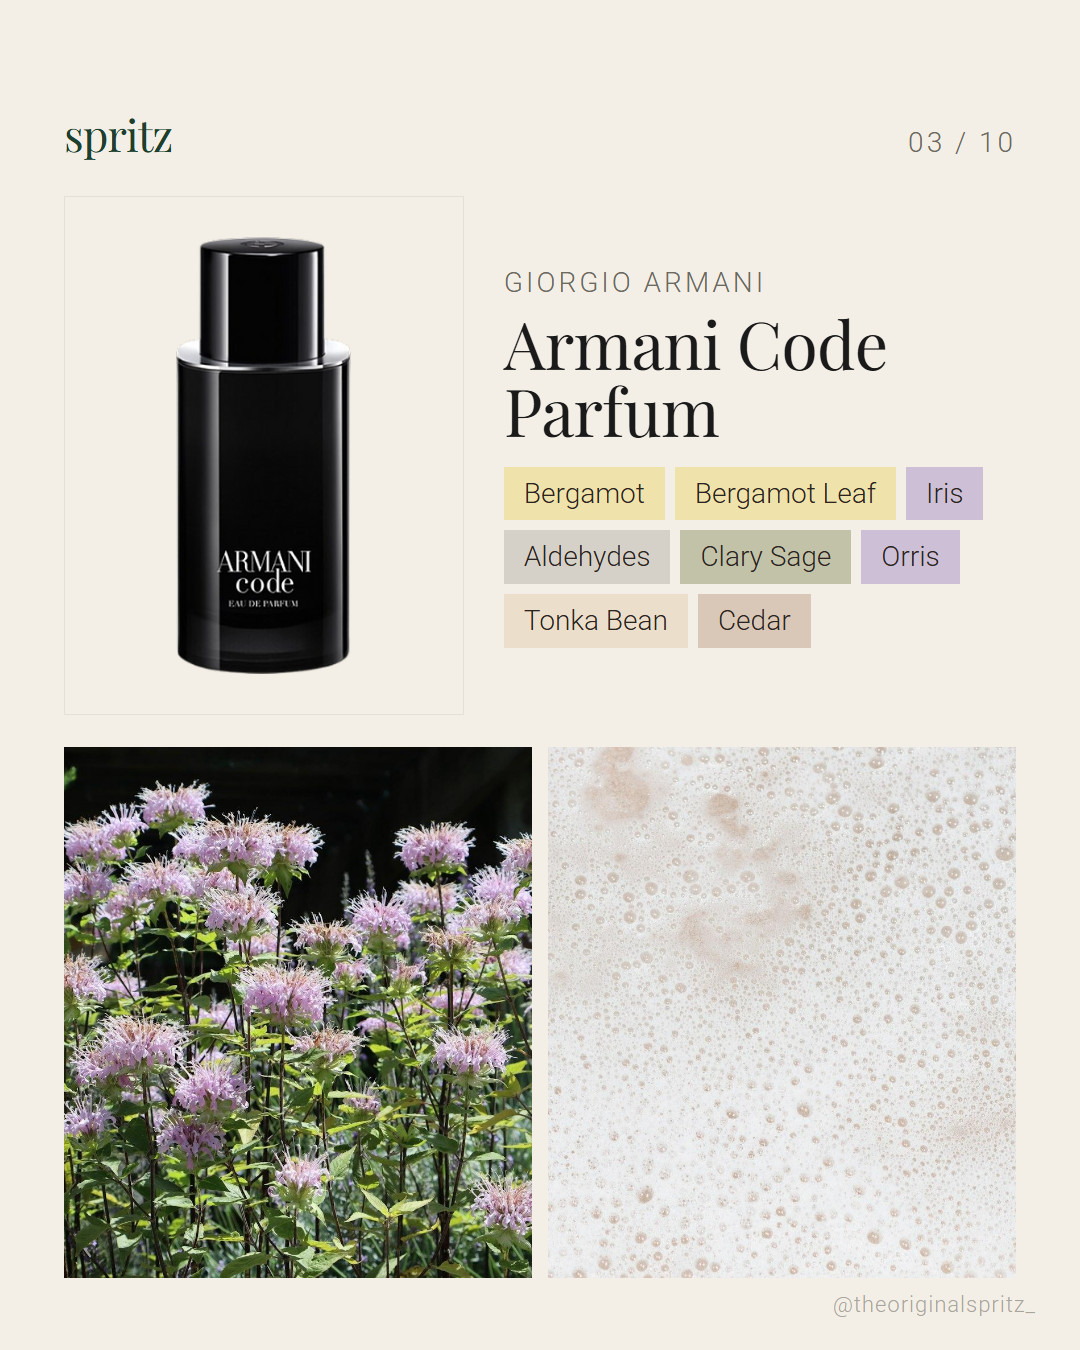 spritz
03 / 10
GIORGIO ARMANI
Armani Code
Parfum
Bergamot
Bergamot Leaf
Iris
Aldehydes
Clary Sage
Orris
Tonka Bean
Cedar
ARMANI
code
EAU DE PARFUM
@theoriginalspritz_